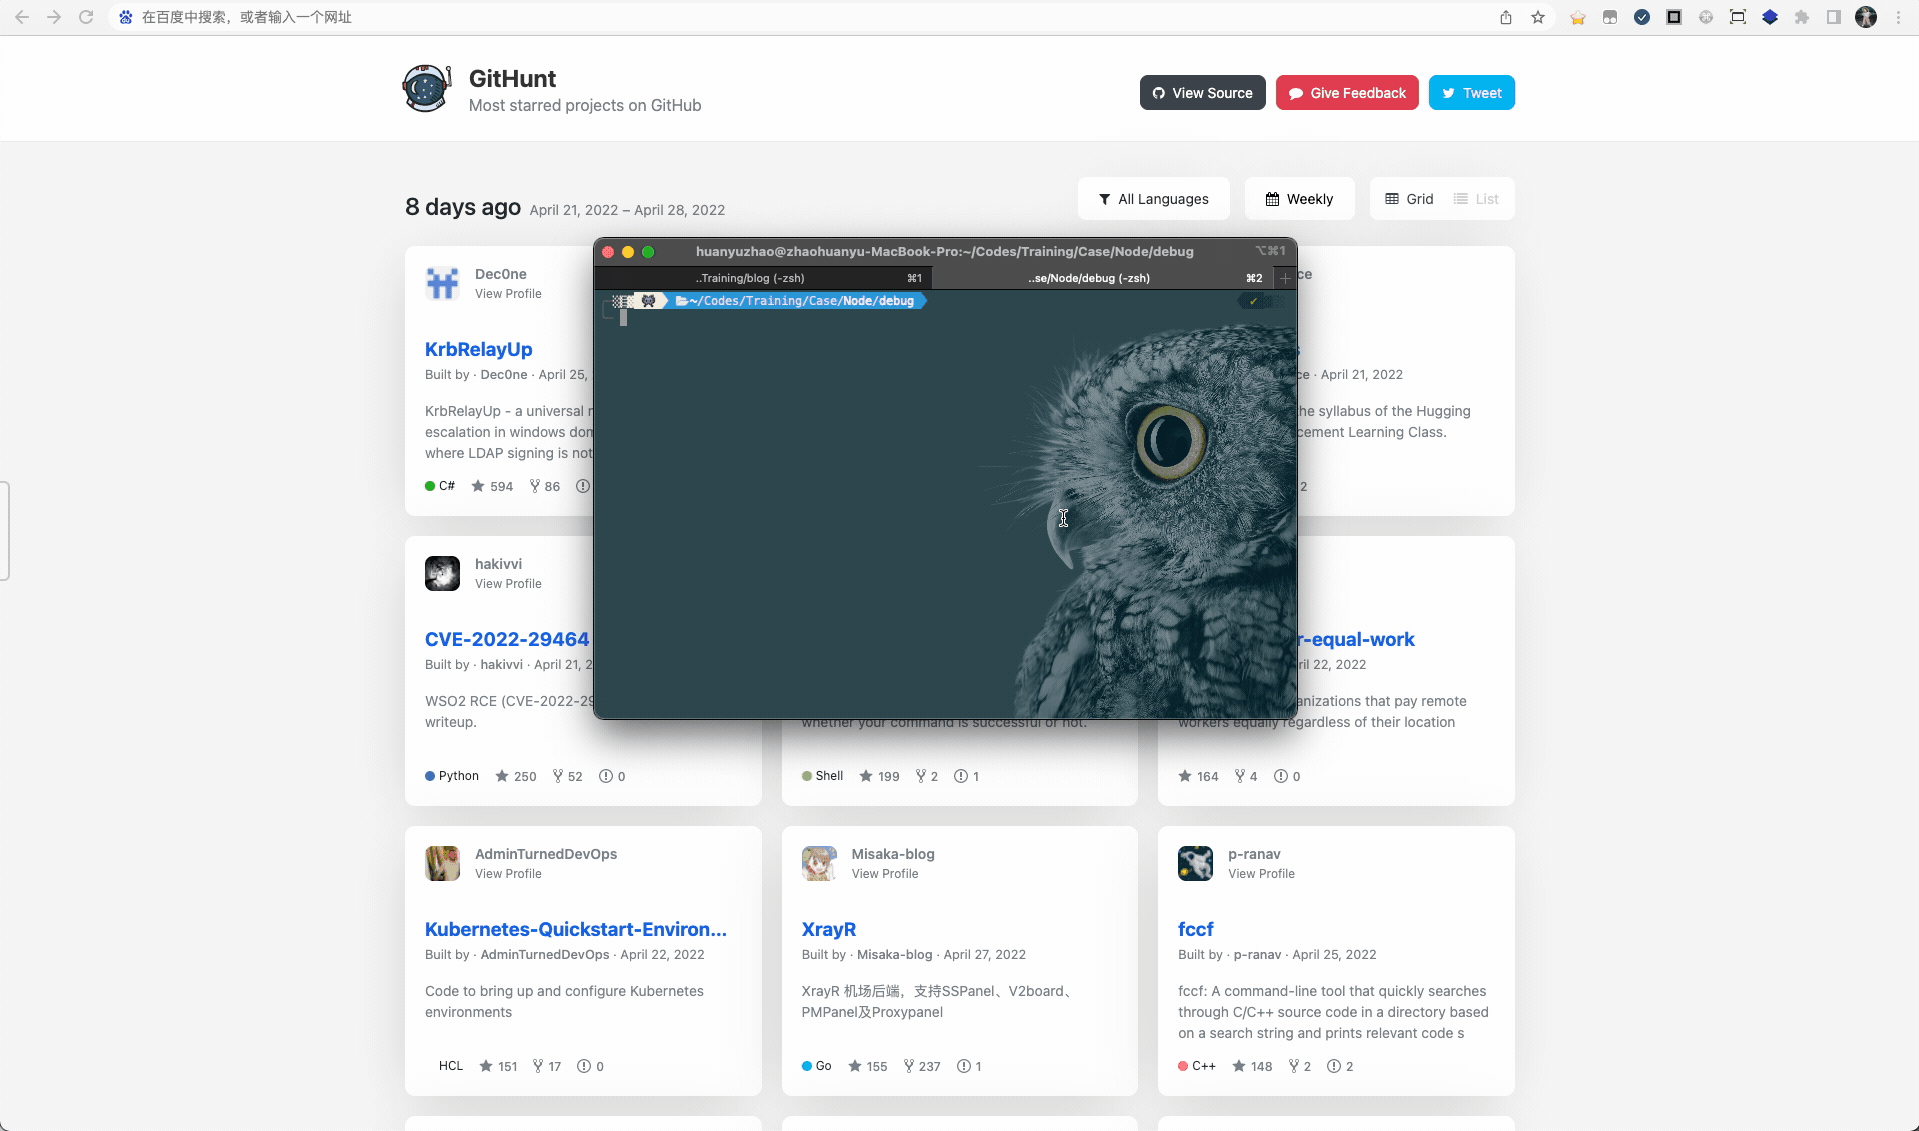 在百度中搜索，或者输入一个网址
GitHunt
Most starred projects on GitHub
View Source
Give Feedback
Tweet
8 days ago April 21, 2022 – April 28, 2022
All Languages
Weekly
Grid
List
huanyuzhao@zhaohuanyu-MacBook-Pro:~/Codes/Training/Case/Node/debug
⌥⌘1
..Training/blog (-zsh) ⌘1
..se/Node/debug (-zsh) ⌘2
~/Codes/Training/Case/Node/debug
Dec0ne
View Profile
KrbRelayUp
Built by · Dec0ne · April 25,
KrbRelayUp - a universal
escalation in windows
where LDAP signing is not
C# 594 86
ce
ce · April 21, 2022
he syllabus of the Hugging
cement Learning Class.
2
hakivvi
View Profile
CVE-2022-29464
Built by · hakivvi · April 21, 2
WSO2 RCE (CVE-2022-29
writeup.
Python 250 52 0
whether your command is successful or not.
Shell 199 2 1
r-equal-work
ril 22, 2022
anizations that pay remote
workers equally regardless of their location
164 4 0
AdminTurnedDevOps
View Profile
Kubernetes-Quickstart-Environ...
Built by · AdminTurnedDevOps · April 22, 2022
Code to bring up and configure Kubernetes
environments
HCL 151 17 0
Misaka-blog
View Profile
XrayR
Built by · Misaka-blog · April 27, 2022
XrayR 机场后端，支持SSPanel、V2board、
PMPanel及Proxypanel
Go 155 237 1
p-ranav
View Profile
fccf
Built by · p-ranav · April 25, 2022
fccf: A command-line tool that quickly searches
through C/C++ source code in a directory based
on a search string and prints relevant code s
C++ 148 2 2